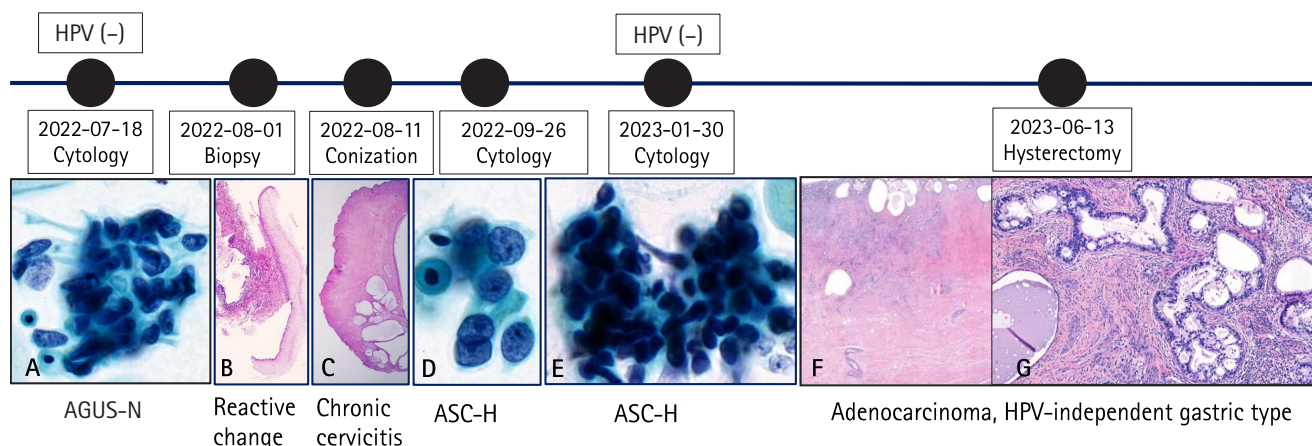 HPV (–)
HPV (–)
2022-07-18
Cytology
2022-08-01
Biopsy
2022-08-11
Conization
2022-09-26
Cytology
2023-01-30
Cytology
2023-06-13
Hysterectomy
A
B
C
D
E
F
G
AGUS-N
Reactive
change
Chronic
cervicitis
ASC-H
ASC-H
Adenocarcinoma, HPV-independent gastric type